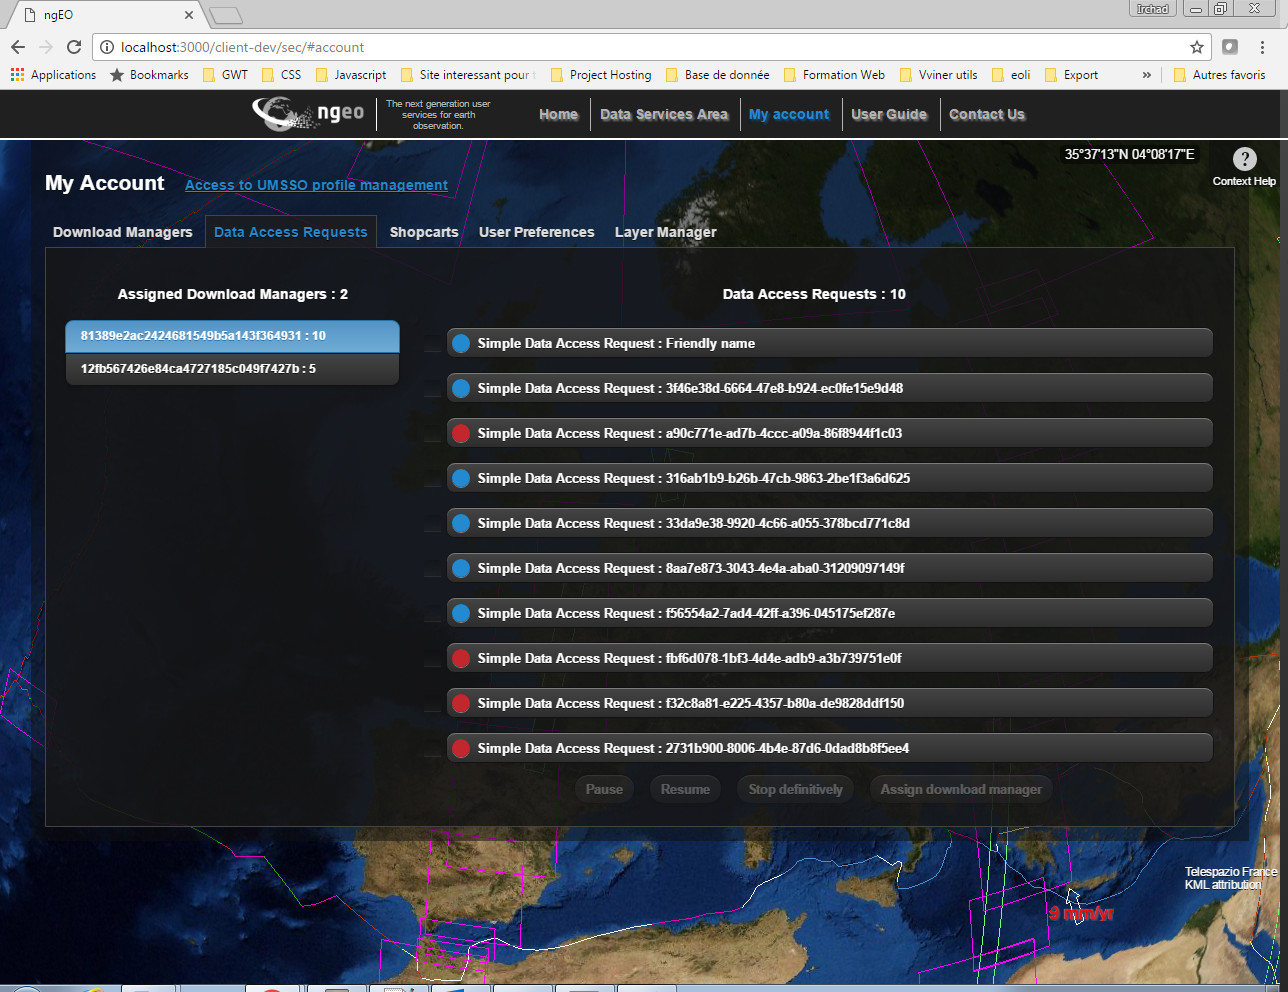 ngEO
Irchad
localhost:3000/client-dev/sec/#account
Applications Bookmarks GWT CSS Javascript Site interessant pour t Project Hosting Base de donnée Formation Web Vviner utils eoli Export » Autres favoris
ngeo
The next generation user
services for earth
observation.
Home Data Services Area My account User Guide Contact Us
35°37'13"N 04°08'17"E
?
Context Help
My Account Access to UMSSO profile management
Download Managers Data Access Requests Shopcarts User Preferences Layer Manager
Assigned Download Managers : 2
81389e2ac2424681549b5a143f364931 : 10
12fb567426e84ca4727185c049f7427b : 5
Data Access Requests : 10
Simple Data Access Request : Friendly name
Simple Data Access Request : 3f46e38d-6664-47e8-b924-ec0fe15e9d48
Simple Data Access Request : a90c771e-ad7b-4ccc-a09a-86f8944f1c03
Simple Data Access Request : 316ab1b9-b26b-47cb-9863-2be1f3a6d625
Simple Data Access Request : 33da9e38-9920-4c66-a055-378bcd771c8d
Simple Data Access Request : 8aa7e873-3043-4e4a-aba0-31209097149f
Simple Data Access Request : f56554a2-7ad4-42ff-a396-045175ef287e
Simple Data Access Request : fbf6d078-1bf3-4d4e-adb9-a3b739751e0f
Simple Data Access Request : f32c8a81-e225-4357-b80a-de9828ddf150
Simple Data Access Request : 2731b900-8006-4b4e-87d6-0dad8b8f5ee4
Pause Resume Stop definitively Assign download manager
Telespazio France
KML attribution
9 mm/yr